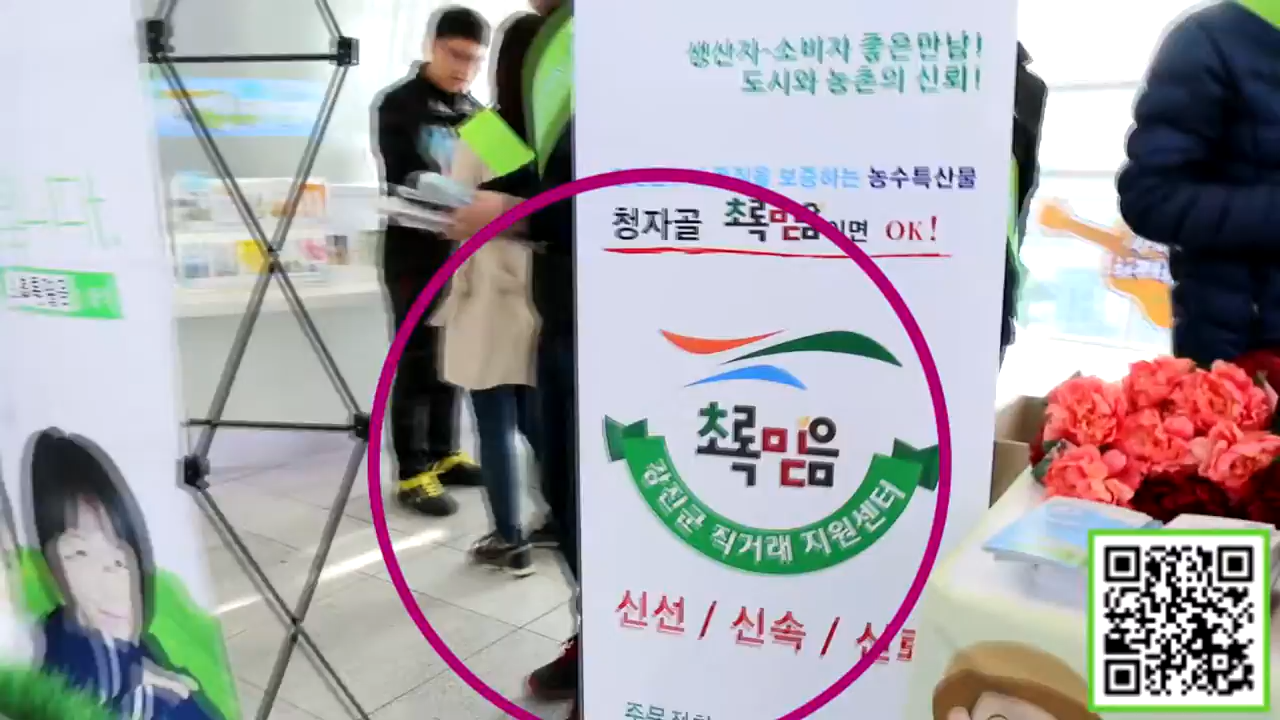 생산자-소비자 좋은만남!
도시와 농촌의 신뢰!
보증하는 농수특산물
청자골 초록믿음이면 OK!
초록믿음
강진군 직거래 지원센터
신선 / 신속 / 신뢰